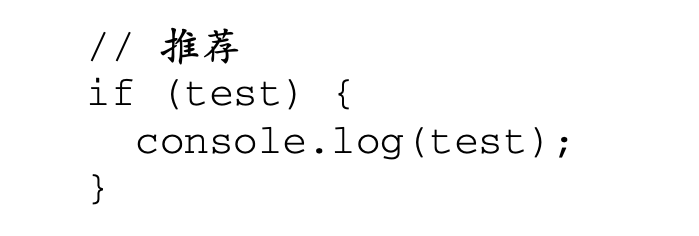 // 推荐
if (test) {
  console.log(test);
}